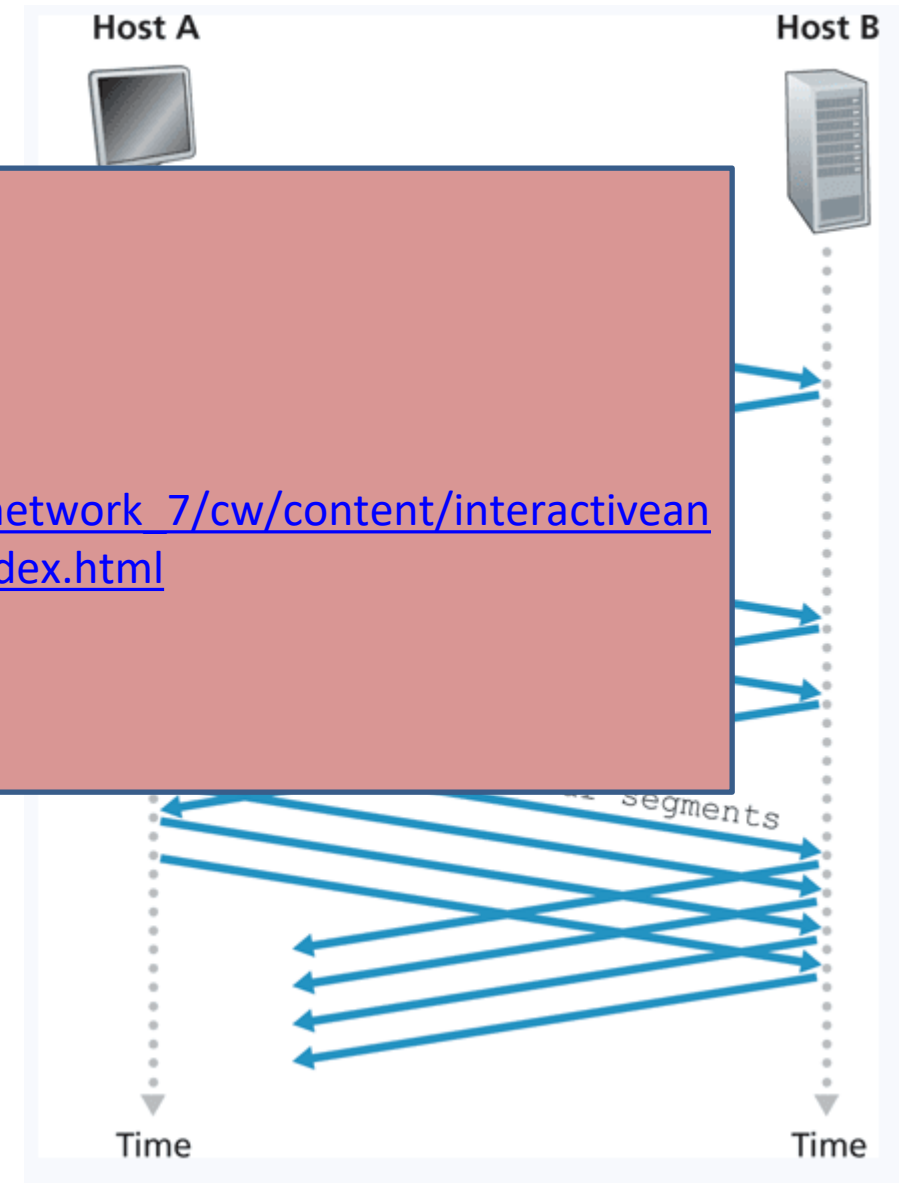 Host A Host B
network_7/cw/content/interactivean
dex.html
segments
Time Time